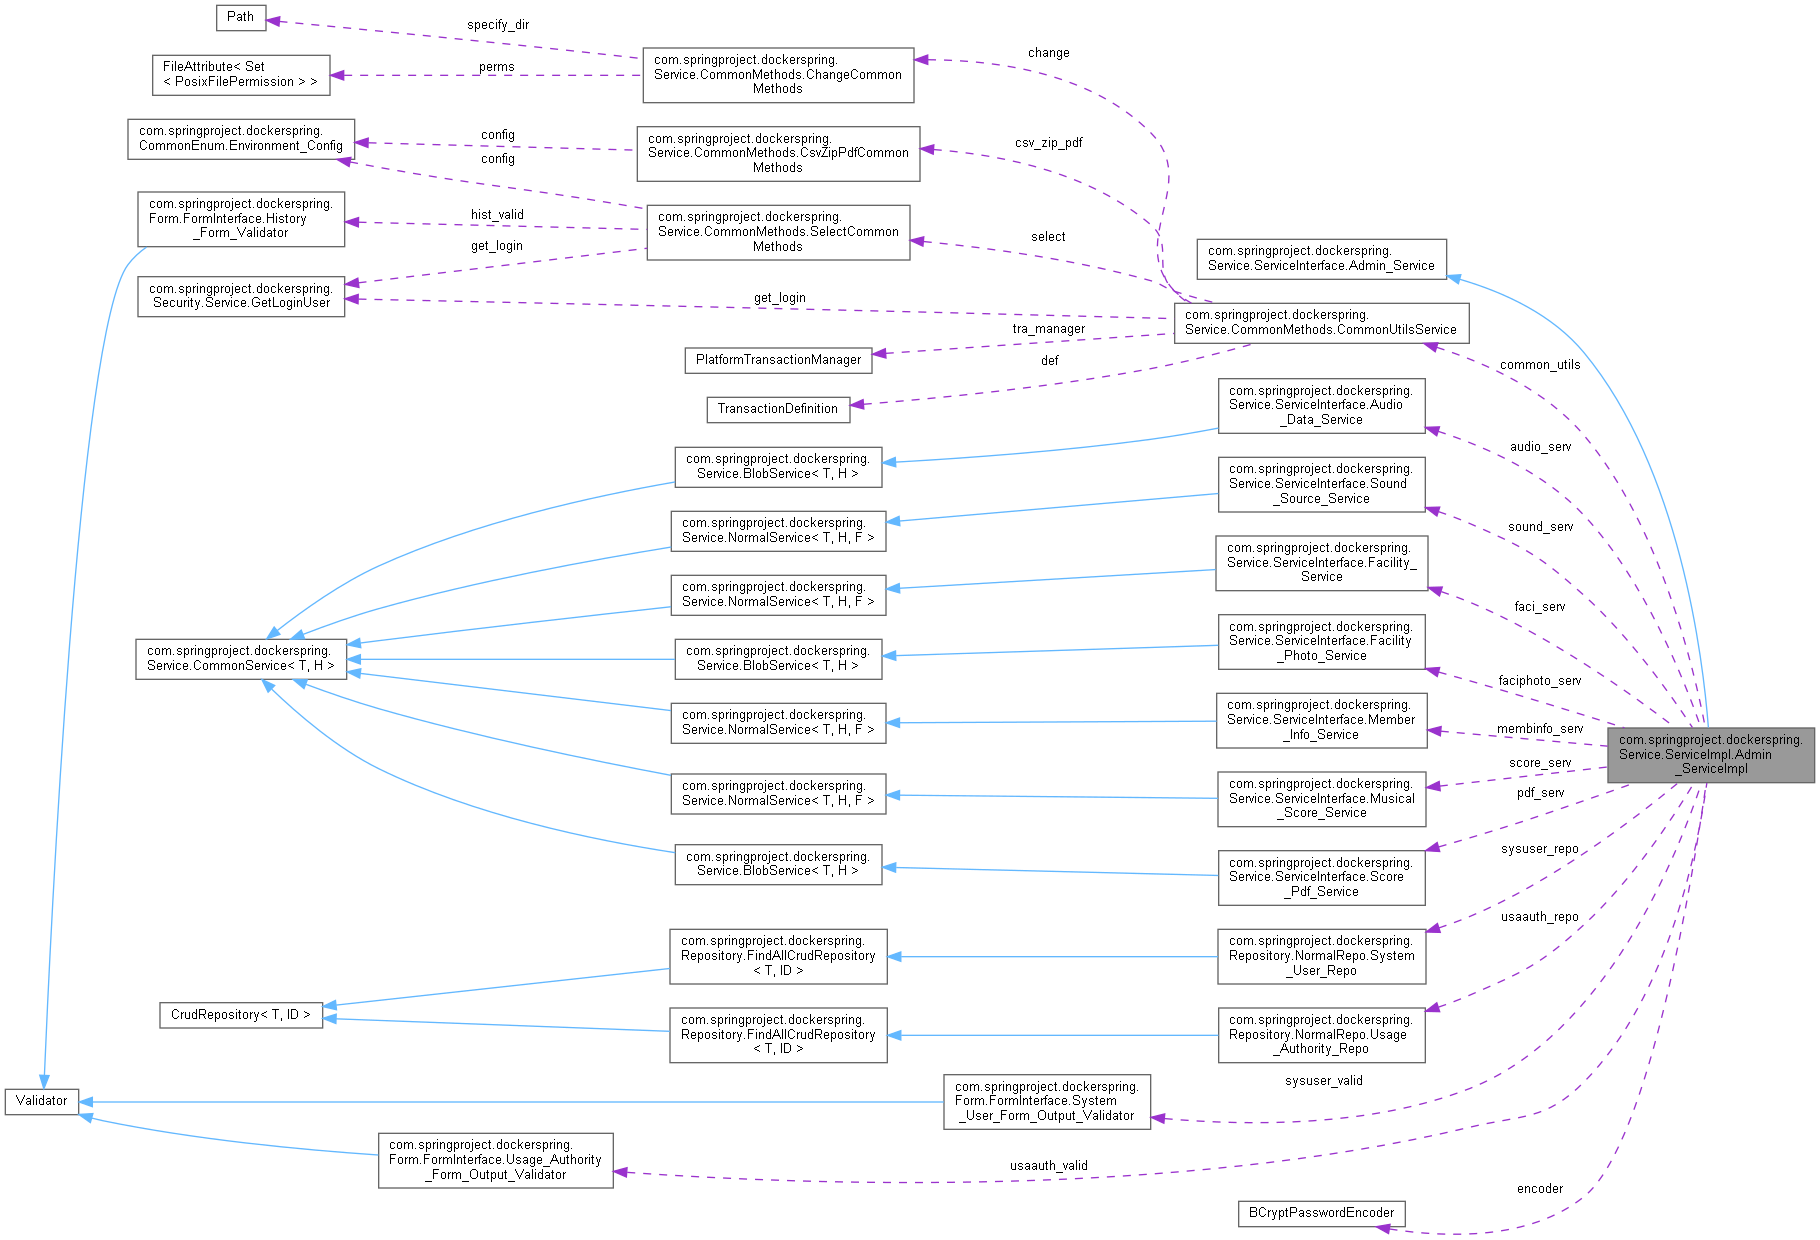 Path
specify_dir
change
FileAttribute< Set
< PosixFilePermission > >
perms
com.springproject.dockerspring.
Service.CommonMethods.ChangeCommon
Methods
com.springproject.dockerspring.
CommonEnum.Environment_Config
config
config
com.springproject.dockerspring.
Service.CommonMethods.CsvZipPdfCommon
Methods
csv_zip_pdf
com.springproject.dockerspring.
Form.FormInterface.History
_Form_Validator
hist_valid
get_login
com.springproject.dockerspring.
Service.CommonMethods.SelectCommon
Methods
select
com.springproject.dockerspring.
Service.ServiceInterface.Admin_Service
com.springproject.dockerspring.
Security.Service.GetLoginUser
get_login
com.springproject.dockerspring.
Service.CommonMethods.CommonUtilsService
tra_manager
PlatformTransactionManager
def
TransactionDefinition
common_utils
com.springproject.dockerspring.
Service.ServiceInterface.Audio
_Data_Service
audio_serv
com.springproject.dockerspring.
Service.BlobService< T, H >
com.springproject.dockerspring.
Service.ServiceInterface.Sound
_Source_Service
sound_serv
com.springproject.dockerspring.
Service.NormalService< T, H, F >
com.springproject.dockerspring.
Service.ServiceInterface.Facility_
Service
faci_serv
com.springproject.dockerspring.
Service.NormalService< T, H, F >
com.springproject.dockerspring.
Service.CommonService< T, H >
com.springproject.dockerspring.
Service.BlobService< T, H >
com.springproject.dockerspring.
Service.ServiceInterface.Facility
_Photo_Service
faciphoto_serv
com.springproject.dockerspring.
Service.NormalService< T, H, F >
com.springproject.dockerspring.
Service.ServiceInterface.Member
_Info_Service
membinfo_serv
com.springproject.dockerspring.
Service.ServiceImpl.Admin
_ServiceImpl
com.springproject.dockerspring.
Service.NormalService< T, H, F >
com.springproject.dockerspring.
Service.ServiceInterface.Musical
_Score_Service
score_serv
pdf_serv
com.springproject.dockerspring.
Service.BlobService< T, H >
com.springproject.dockerspring.
Service.ServiceInterface.Score
_Pdf_Service
sysuser_repo
usaauth_repo
com.springproject.dockerspring.
Repository.FindAllCrudRepository
< T, ID >
com.springproject.dockerspring.
Repository.NormalRepo.System
_User_Repo
CrudRepository< T, ID >
com.springproject.dockerspring.
Repository.FindAllCrudRepository
< T, ID >
com.springproject.dockerspring.
Repository.NormalRepo.Usage
_Authority_Repo
Validator
com.springproject.dockerspring.
Form.FormInterface.System
_User_Form_Output_Validator
sysuser_valid
com.springproject.dockerspring.
Form.FormInterface.Usage_Authority
_Form_Output_Validator
usaauth_valid
encoder
BCryptPasswordEncoder